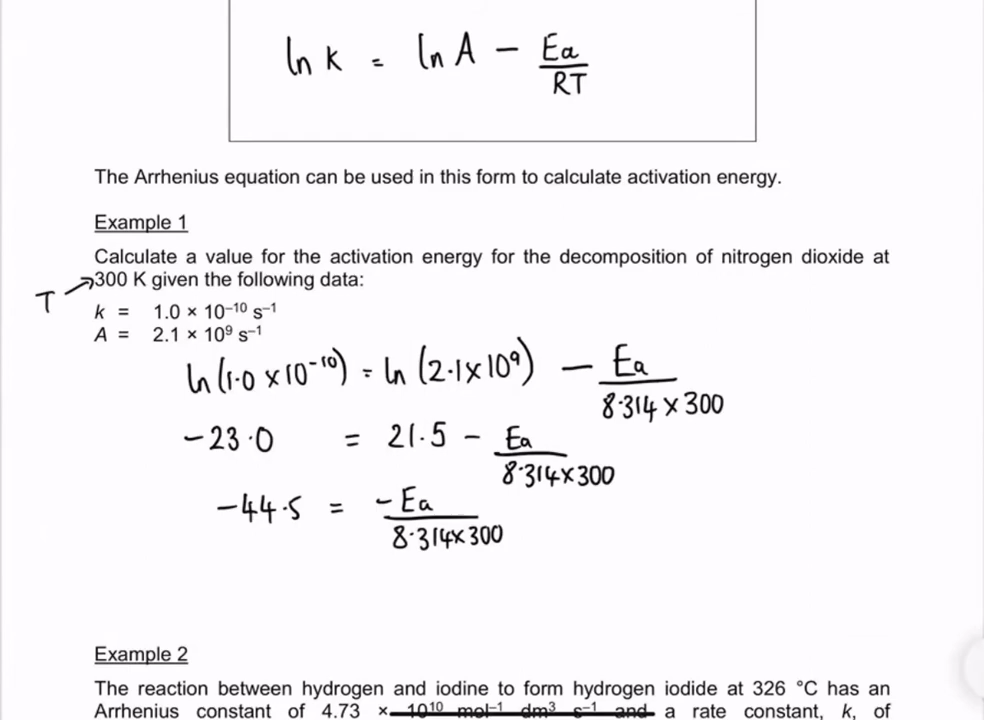 ln k = ln A – Ea/RT
The Arrhenius equation can be used in this form to calculate activation energy.
Example 1
Calculate a value for the activation energy for the decomposition of nitrogen dioxide at
T → 300 K given the following data:
k = 1.0 × 10⁻¹⁰ s⁻¹
A = 2.1 × 10⁹ s⁻¹
ln (1.0 × 10⁻¹⁰) = ln (2.1 × 10⁹) – Ea/8.314 × 300
-23.0 = 21.5 – Ea/8.314 × 300
-44.5 = -Ea/8.314 × 300
Example 2
The reaction between hydrogen and iodine to form hydrogen iodide at 326 °C has an
Arrhenius constant of 4.73 × 10¹⁰ mol⁻¹ dm³ s⁻¹ and a rate constant, k, of